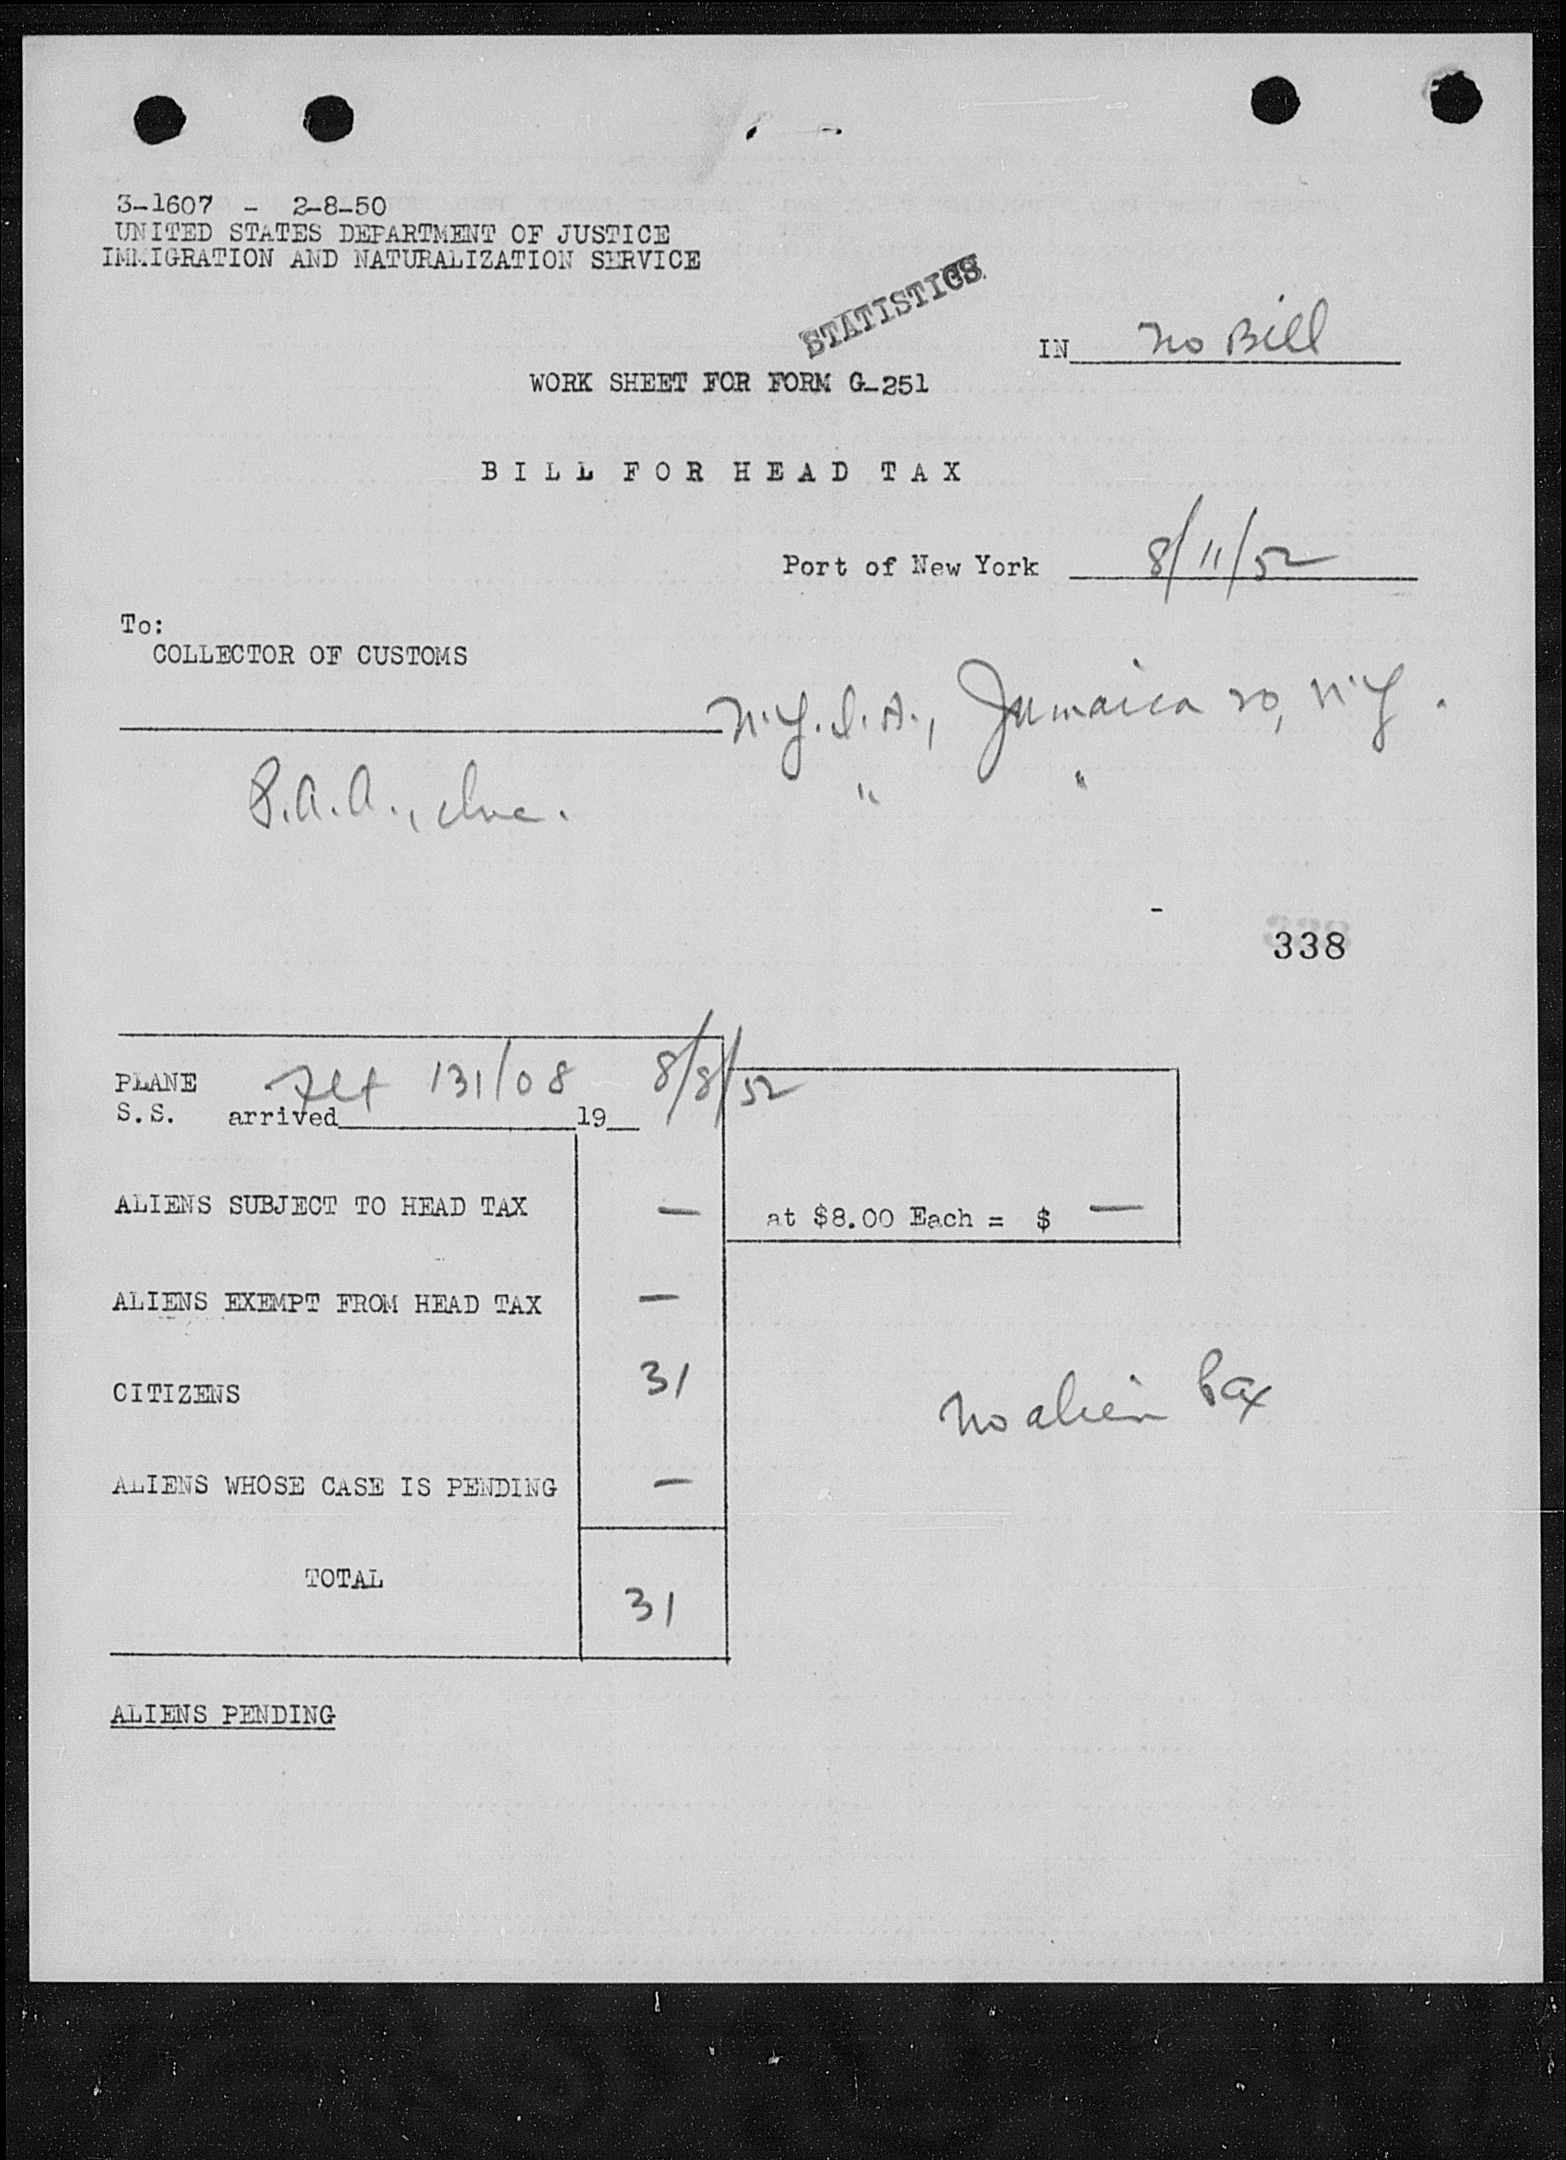 3-1607 - 2-8-50
UNITED STATES DEPARTMENT OF JUSTICE
IMMIGRATION AND NATURALIZATION SERVICE
STATISTICS
IN No Bill
WORK SHEET FOR FORM G-251
BILL FOR HEAD TAX
Port of New York 8/11/52
To:
COLLECTOR OF CUSTOMS
N.Y.I.A., Jamaica 20, N.Y.
P.A.A., Inc. " "
338
PLANE Flt 131/08 8/8/52
S.S. arrived 19
ALIENS SUBJECT TO HEAD TAX — at $8.00 Each = $ —
ALIENS EXEMPT FROM HEAD TAX —
CITIZENS 31
No alien Pax
ALIENS WHOSE CASE IS PENDING —
TOTAL 31
ALIENS PENDING